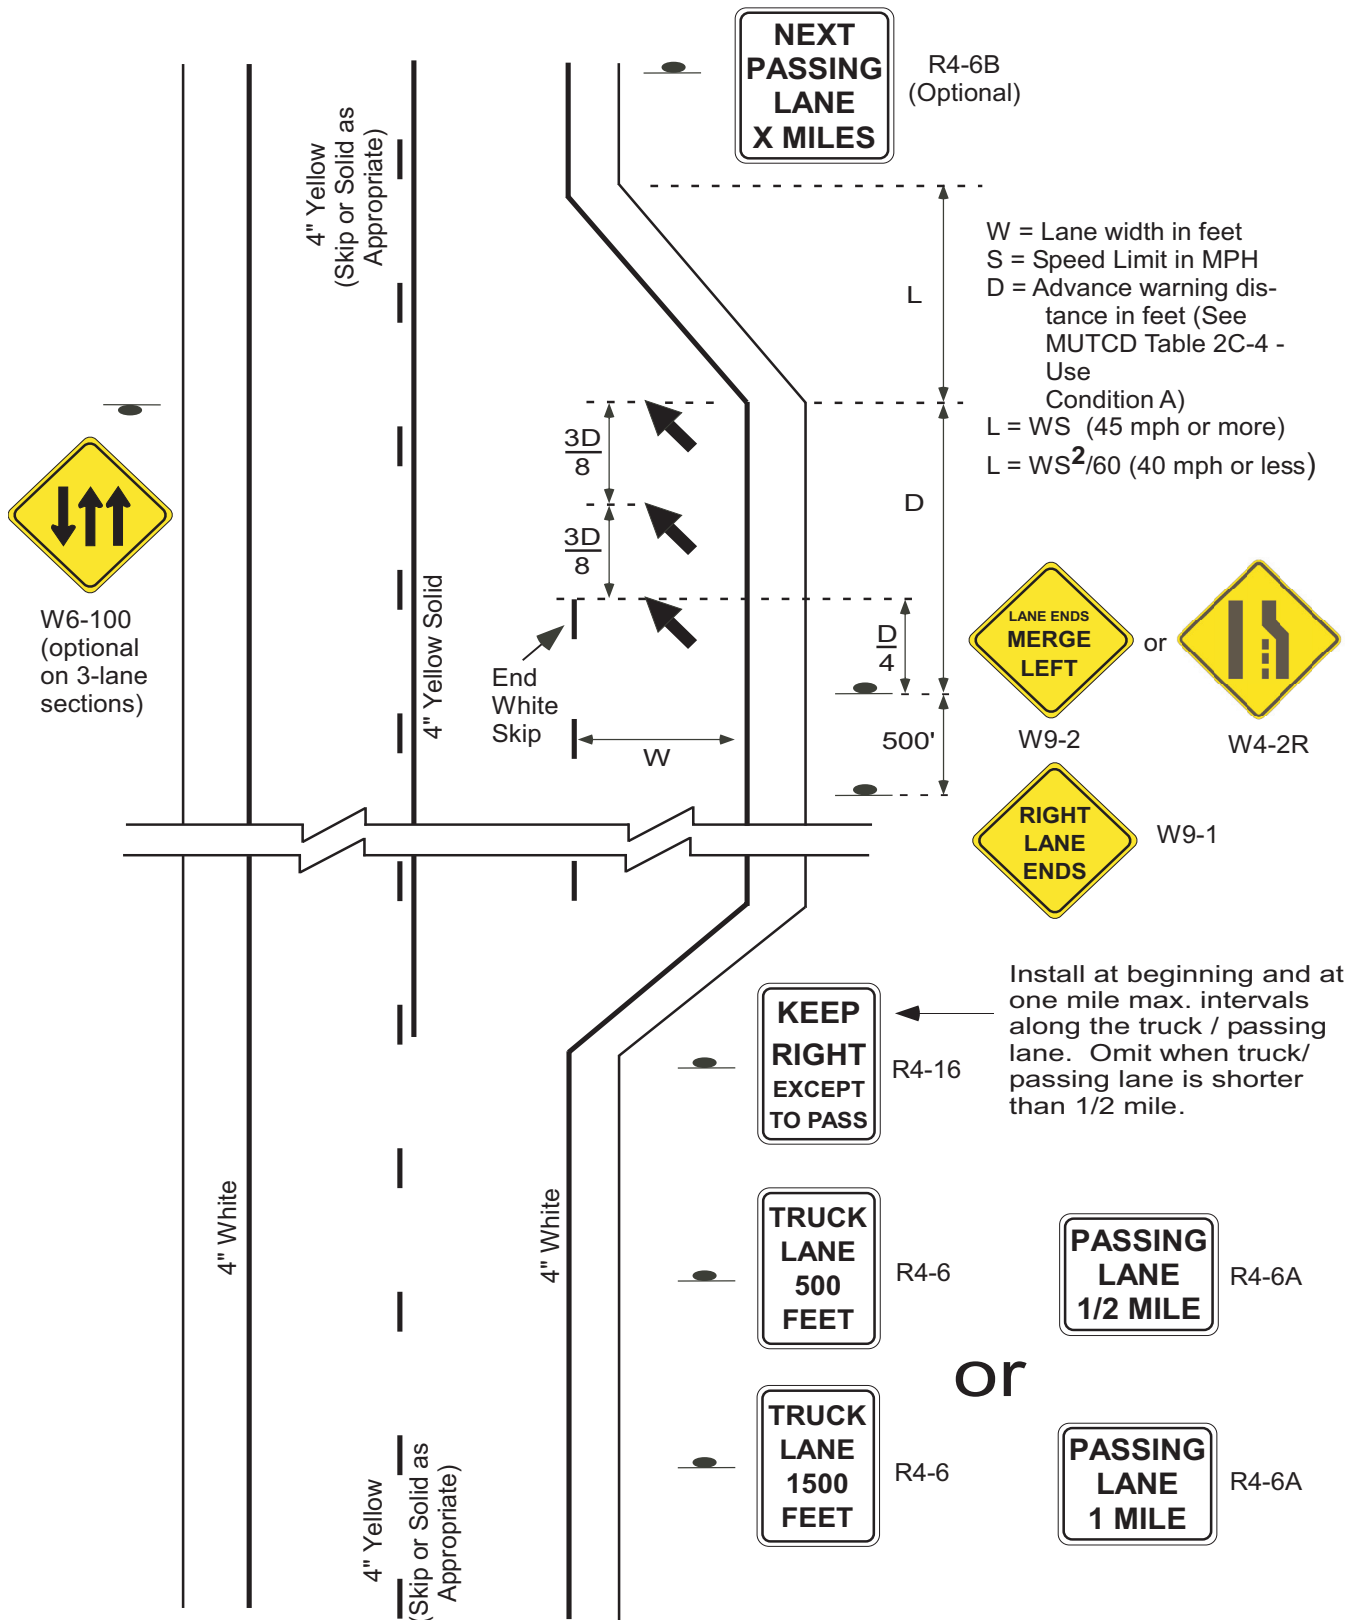 NEXT
PASSING
LANE
X MILES
R4-6B
(Optional)
4" Yellow
(Skip or Solid as
Appropriate)
L
W = Lane width in feet
S = Speed Limit in MPH
D = Advance warning dis-
tance in feet (See
MUTCD Table 2C-4 -
Use
Condition A)
L = WS (45 mph or more)
L = WS²/60 (40 mph or less)
3D
8
3D
8
D
D
4
W6-100
(optional
on 3-lane
sections)
4" Yellow Solid
End
White
Skip
W
LANE ENDS
MERGE
LEFT
or
W9-2
W4-2R
500'
RIGHT
LANE
ENDS
W9-1
KEEP
RIGHT
EXCEPT
TO PASS
R4-16
Install at beginning and at
one mile max. intervals
along the truck / passing
lane. Omit when truck/
passing lane is shorter
than 1/2 mile.
4" White
4" White
TRUCK
LANE
500
FEET
R4-6
PASSING
LANE
1/2 MILE
R4-6A
or
TRUCK
LANE
1500
FEET
R4-6
PASSING
LANE
1 MILE
R4-6A
4" Yellow
(Skip or Solid as
Appropriate)